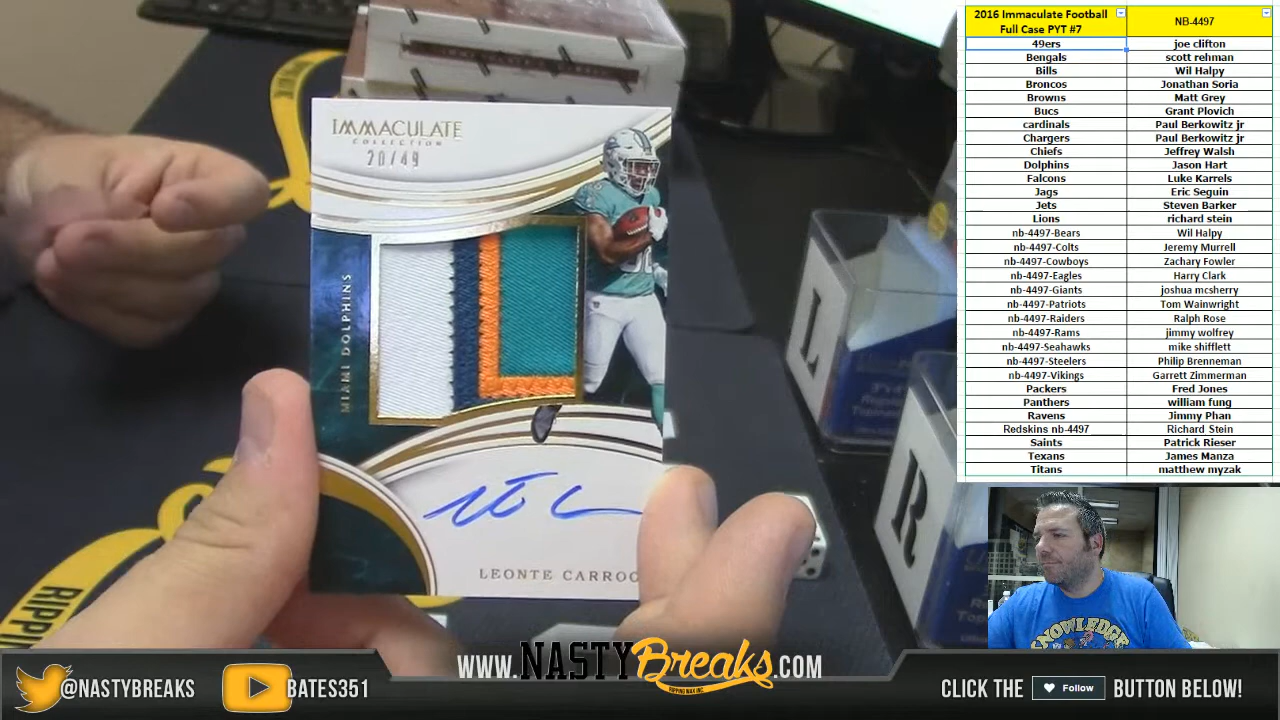 IMMACULATE
COLLECTION
20/49
MIAMI DOLPHINS
LEONTE CARROO
L
R
RIPPIN
2016 Immaculate Football Full Case PYT #7 NB-4497
49ers joe clifton
Bengals scott rehman
Bills Wil Halpy
Broncos Jonathan Soria
Browns Matt Grey
Bucs Grant Plovich
cardinals Paul Berkowitz jr
Chargers Paul Berkowitz jr
Chiefs Jeffrey Walsh
Dolphins Jason Hart
Falcons Luke Karrels
Jags Eric Seguin
Jets Steven Barker
Lions richard stein
nb-4497-Bears Wil Halpy
nb-4497-Colts Jeremy Murrell
nb-4497-Cowboys Zachary Fowler
nb-4497-Eagles Harry Clark
nb-4497-Giants joshua mcsherry
nb-4497-Patriots Tom Wainwright
nb-4497-Raiders Ralph Rose
nb-4497-Rams jimmy wolfrey
nb-4497-Seahawks mike shifflett
nb-4497-Steelers Philip Brenneman
nb-4497-Vikings Garrett Zimmerman
Packers Fred Jones
Panthers william fung
Ravens Jimmy Phan
Redskins nb-4497 Richard Stein
Saints Patrick Rieser
Texans James Manza
Titans matthew myzak
KNOWLEDGE
@NASTYBREAKS
BATES351
WWW.NASTYBreaks.COM
RIPPING WAX INC.
CLICK THE Follow BUTTON BELOW!